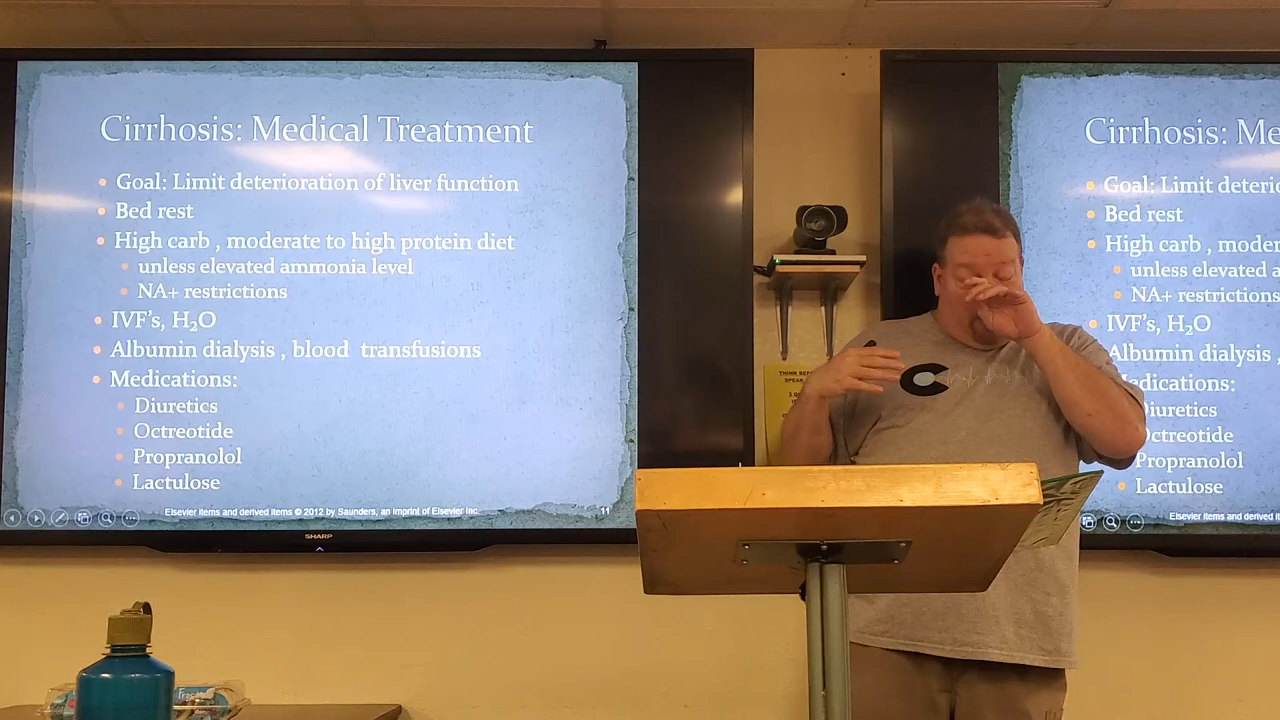 Cirrhosis: Medical Treatment
Goal: Limit deterioration of liver function
Bed rest
High carb , moderate to high protein diet
unless elevated ammonia level
NA+ restrictions
IVF's, H₂O
Albumin dialysis , blood transfusions
Medications:
Diuretics
Octreotide
Propranolol
Lactulose
Elsevier items and derived items © 2012 by Saunders, an imprint of Elsevier Inc.
11
SHARP
THINK
SPEAK
C
Cirrhosis: Me
Goal: Limit deterio
Bed rest
High carb , moder
unless elevated a
NA+ restrictions
IVF's, H₂O
Albumin dialysis ,
Medications:
Diuretics
Octreotide
Propranolol
Lactulose
Elsevier items and derived it